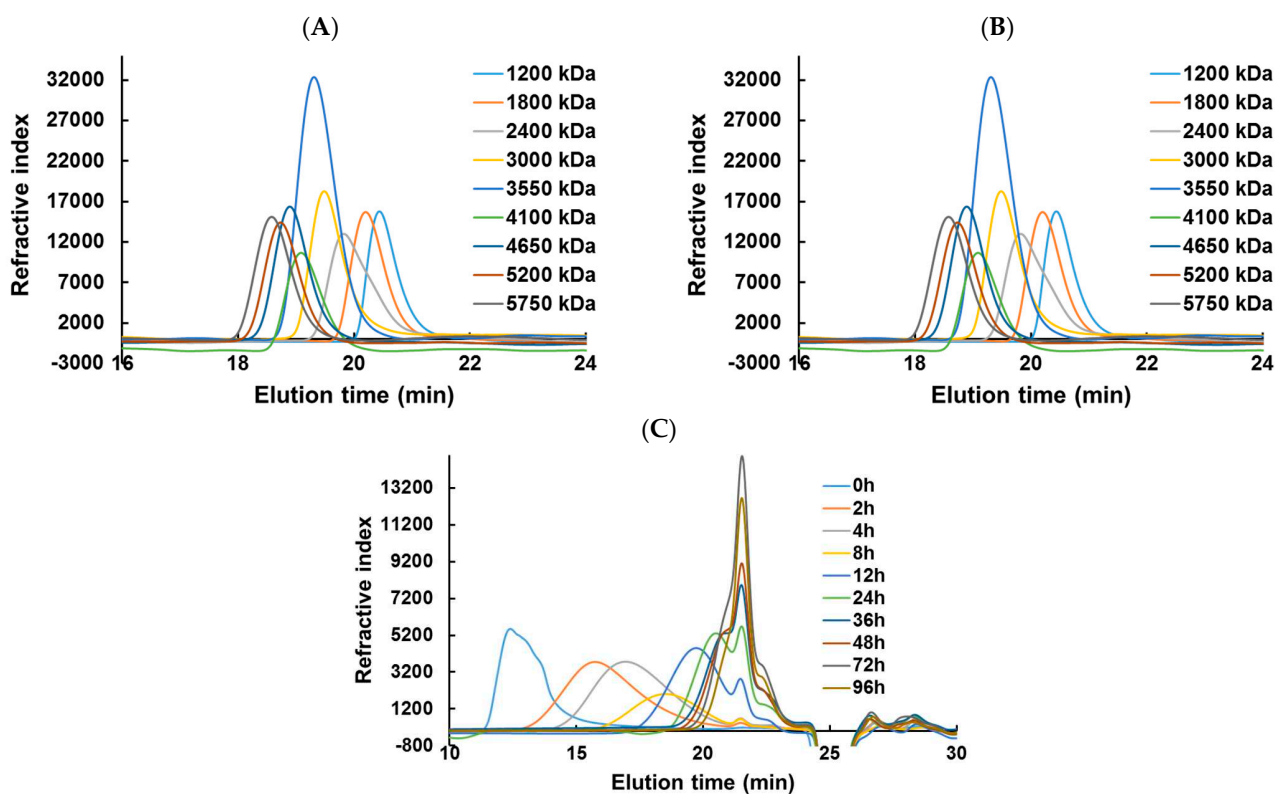 (A)
Refractive index
32000
27000
22000
17000
12000
7000
2000
-3000
16
18
20
22
24
Elution time (min)
1200 kDa
1800 kDa
2400 kDa
3000 kDa
3550 kDa
4100 kDa
4650 kDa
5200 kDa
5750 kDa
(B)
Refractive index
32000
27000
22000
17000
12000
7000
2000
-3000
16
18
20
22
24
Elution time (min)
1200 kDa
1800 kDa
2400 kDa
3000 kDa
3550 kDa
4100 kDa
4650 kDa
5200 kDa
5750 kDa
(C)
Refractive index
13200
11200
9200
7200
5200
3200
1200
-800
10
15
20
25
30
Elution time (min)
0h
2h
4h
8h
12h
24h
36h
48h
72h
96h